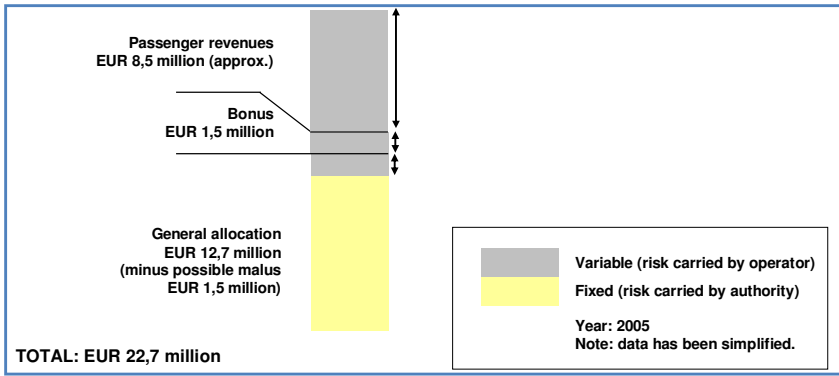 Passenger revenues
EUR 8,5 million (approx.)
Bonus
EUR 1,5 million
General allocation
EUR 12,7 million
(minus possible malus
EUR 1,5 million)
Variable (risk carried by operator)
Fixed (risk carried by authority)
Year: 2005
Note: data has been simplified.
TOTAL: EUR 22,7 million